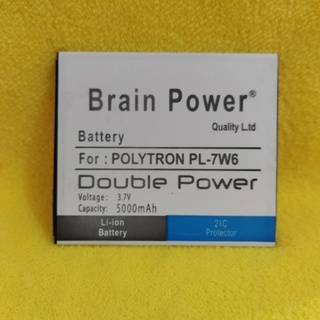 Brain Power®
Quality L.td
Battery
For : POLYTRON PL-7W6
Double Power
Voltage : 3.7V
Capacity: 5000mAh
Li-ion
Battery
2IC
Protector